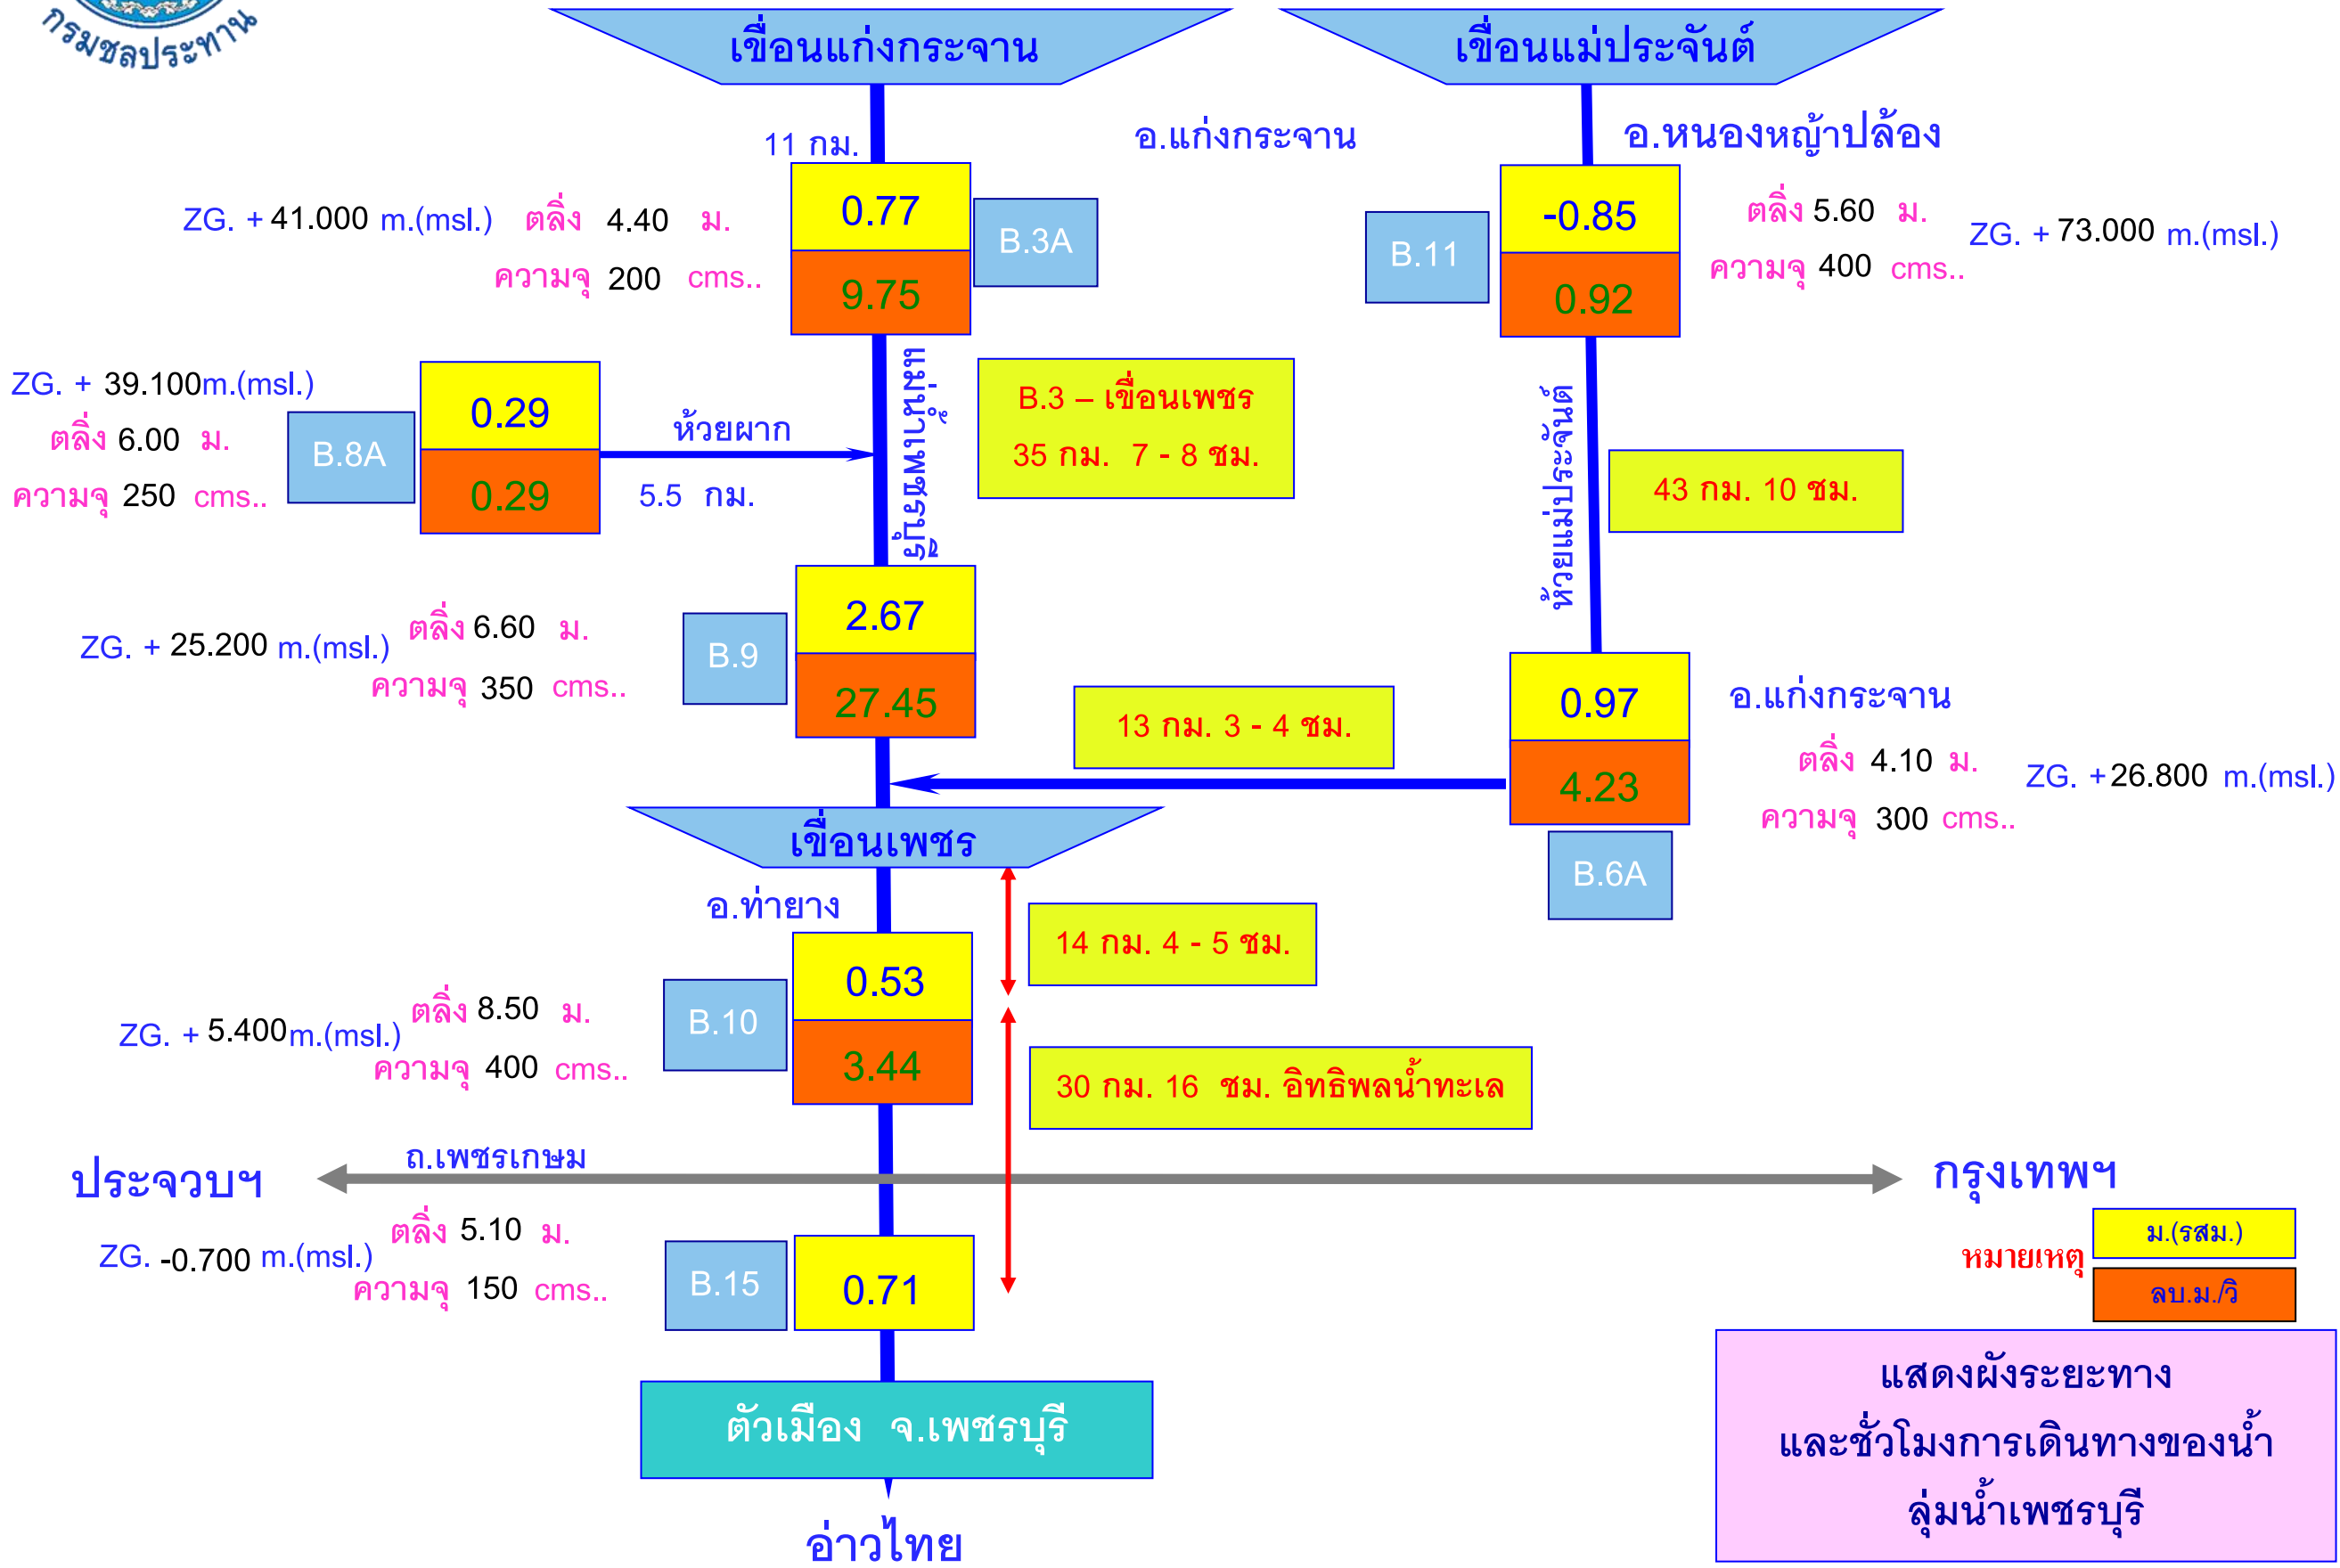 กรมชลประทาน
เขื่อนแก่งกระจาน
เขื่อนแม่ประจันต์
11 กม.
อ.แก่งกระจาน
อ.หนองหญ้าปล้อง
ZG. + 41.000 m.(msl.)
ตลิ่ง 4.40 ม.
ความจุ 200 cms..
0.77
9.75
B.3A
B.11
-0.85
0.92
ตลิ่ง 5.60 ม.
ความจุ 400 cms..
ZG. + 73.000 m.(msl.)
ZG. + 39.100m.(msl.)
ตลิ่ง 6.00 ม.
ความจุ 250 cms..
B.8A
0.29
0.29
ห้วยผาก
5.5 กม.
แม่น้ำเพชรบุรี
B.3 – เขื่อนเพชร
35 กม. 7 - 8 ชม.
ห้วยแม่ประจันต์
43 กม. 10 ชม.
ZG. + 25.200 m.(msl.)
ตลิ่ง 6.60 ม.
ความจุ 350 cms..
B.9
2.67
27.45
13 กม. 3 - 4 ชม.
0.97
4.23
B.6A
อ.แก่งกระจาน
ตลิ่ง 4.10 ม.
ความจุ 300 cms..
ZG. +26.800 m.(msl.)
เขื่อนเพชร
อ.ท่ายาง
14 กม. 4 - 5 ชม.
ZG. + 5.400m.(msl.)
ตลิ่ง 8.50 ม.
ความจุ 400 cms..
B.10
0.53
3.44
30 กม. 16 ชม. อิทธิพลน้ำทะเล
ประจวบฯ
ถ.เพชรเกษม
กรุงเทพฯ
ZG. -0.700 m.(msl.)
ตลิ่ง 5.10 ม.
ความจุ 150 cms..
B.15
0.71
หมายเหตุ
ม.(รสม.)
ลบ.ม./วิ
ตัวเมือง จ.เพชรบุรี
อ่าวไทย
แสดงผังระยะทาง
และชั่วโมงการเดินทางของน้ำ
ลุ่มน้ำเพชรบุรี